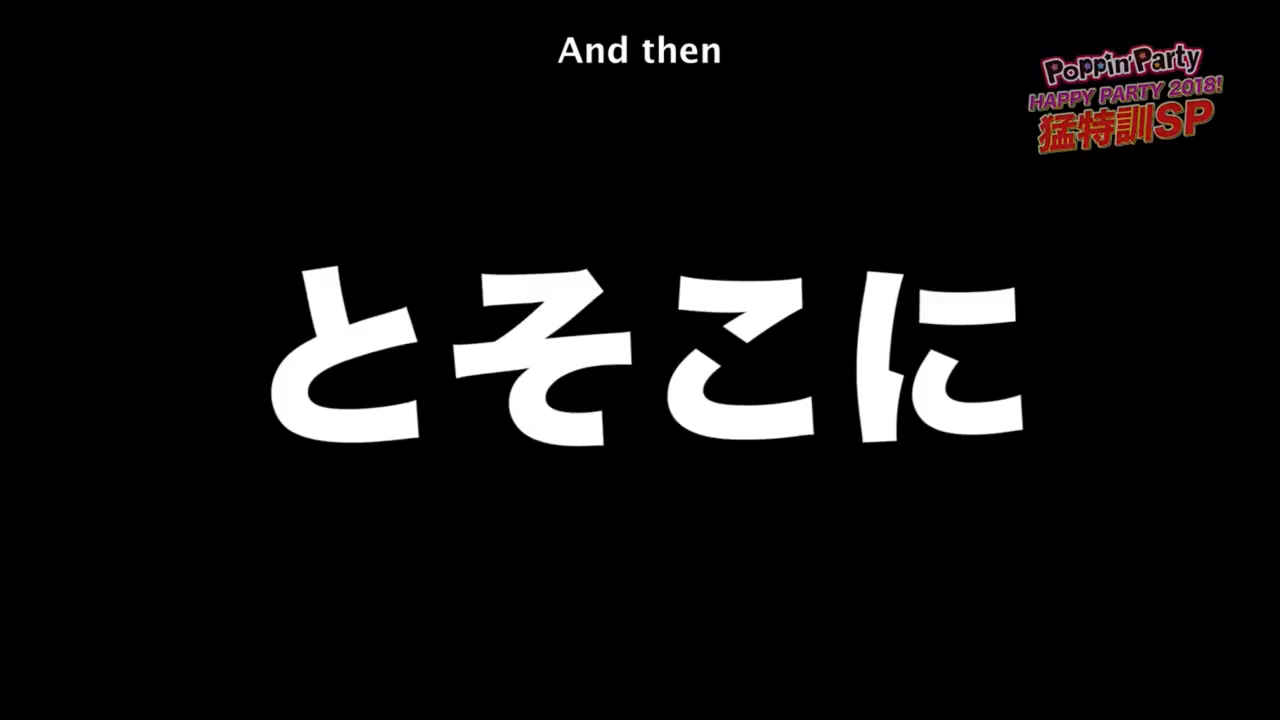 And then
Poppin'Party
HAPPY PARTY 2018!
猛特訓SP
とそこに